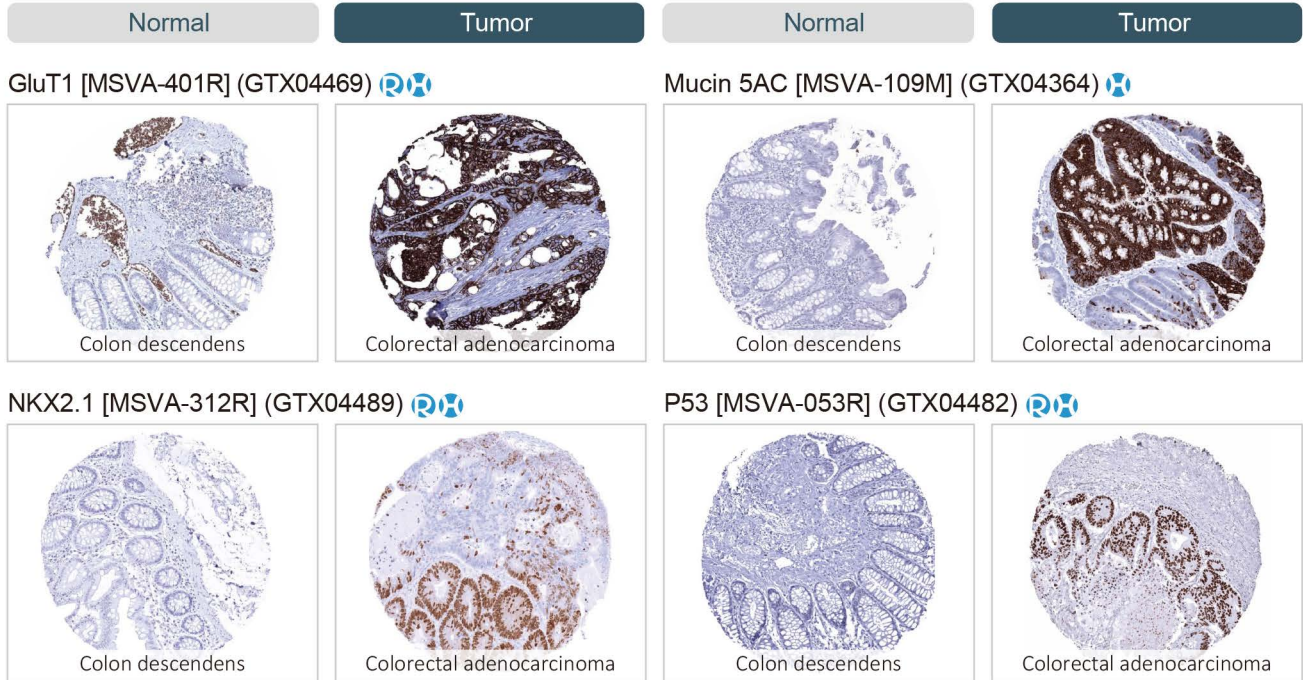 Normal Tumor Normal Tumor
GluT1 [MSVA-401R] (GTX04469) R H
Mucin 5AC [MSVA-109M] (GTX04364) H
Colon descendens
Colorectal adenocarcinoma
Colon descendens
Colorectal adenocarcinoma
NKX2.1 [MSVA-312R] (GTX04489) R H
P53 [MSVA-053R] (GTX04482) R H
Colon descendens
Colorectal adenocarcinoma
Colon descendens
Colorectal adenocarcinoma